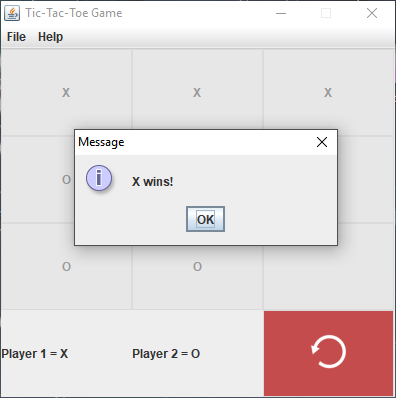 Tic-Tac-Toe Game
File Help
X X X
Message
X wins!
O
OK
O O
Player 1 = X Player 2 = O